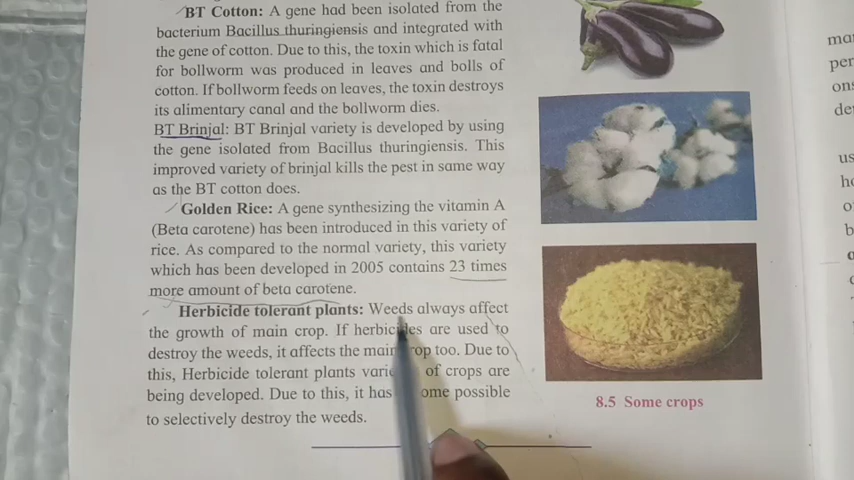 BT Cotton: A gene had been isolated from the
bacterium Bacillus thuringiensis and integrated with
the gene of cotton. Due to this, the toxin which is fatal
for bollworm was produced in leaves and bolls of
cotton. If bollworm feeds on leaves, the toxin destroys
its alimentary canal and the bollworm dies.
BT Brinjal: BT Brinjal variety is developed by using
the gene isolated from Bacillus thuringiensis. This
improved variety of brinjal kills the pest in same way
as the BT cotton does.
Golden Rice: A gene synthesizing the vitamin A
(Beta carotene) has been introduced in this variety of
rice. As compared to the normal variety, this variety
which has been developed in 2005 contains 23 times
more amount of beta carotene.
Herbicide tolerant plants: Weeds always affect
the growth of main crop. If herbicides are used to
destroy the weeds, it affects the main rop too. Due to
this, Herbicide tolerant plants vari of crops are
being developed. Due to this, it has ome possible
to selectively destroy the weeds.
8.5 Some crops